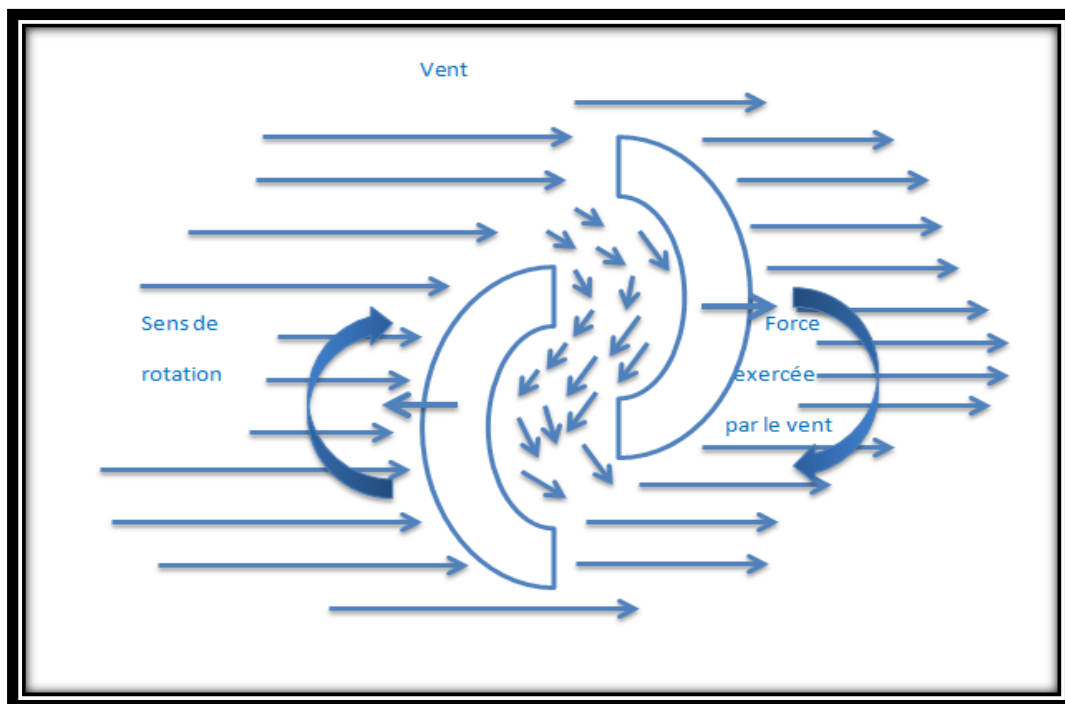 Vent
Sens de
rotation
Force
exercée
par le vent